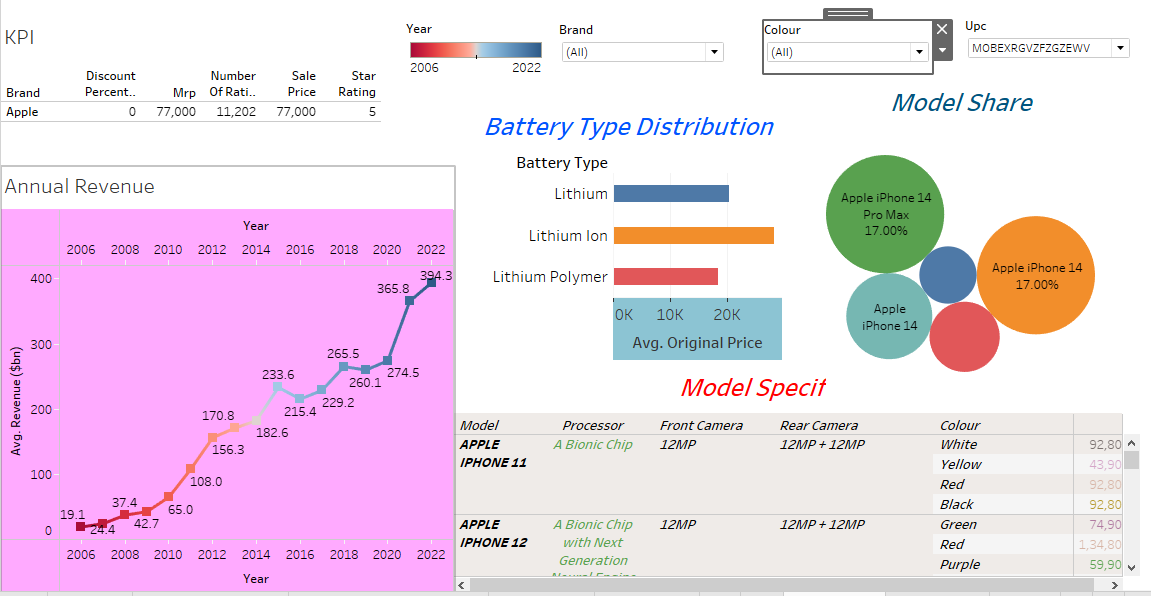 KPI
Discount Number Sale Star
Brand Percent.. Mrp Of Rati.. Price Rating
Apple 0 77,000 11,202 77,000 5
Year
2006 2022
Brand
(All)
Colour
(All)
Upc
MOBEXRGVZFZGZEWV
Annual Revenue
Year
2006 2008 2010 2012 2014 2016 2018 2020 2022
Avg. Revenue ($bn)
400
300
200
100
0
19.1
24.4
37.4
42.7
65.0
108.0
156.3
170.8
182.6
233.6
215.4
229.2
265.5
260.1
274.5
365.8
394.3
2006 2008 2010 2012 2014 2016 2018 2020 2022
Year
Battery Type Distribution
Battery Type
Lithium
Lithium Ion
Lithium Polymer
0K 10K 20K
Avg. Original Price
Model Share
Apple iPhone 14
Pro Max
17.00%
Apple iPhone 14
17.00%
Apple
iPhone 14
Model Specif
Model Processor Front Camera Rear Camera Colour
APPLE A Bionic Chip 12MP 12MP + 12MP White 92,80
IPHONE 11 Yellow 43,90
Red 92,80
Black 92,80
APPLE A Bionic Chip 12MP 12MP + 12MP Green 74,90
IPHONE 12 with Next Red 1,34,80
Generation Purple 59,90
Neural Engine